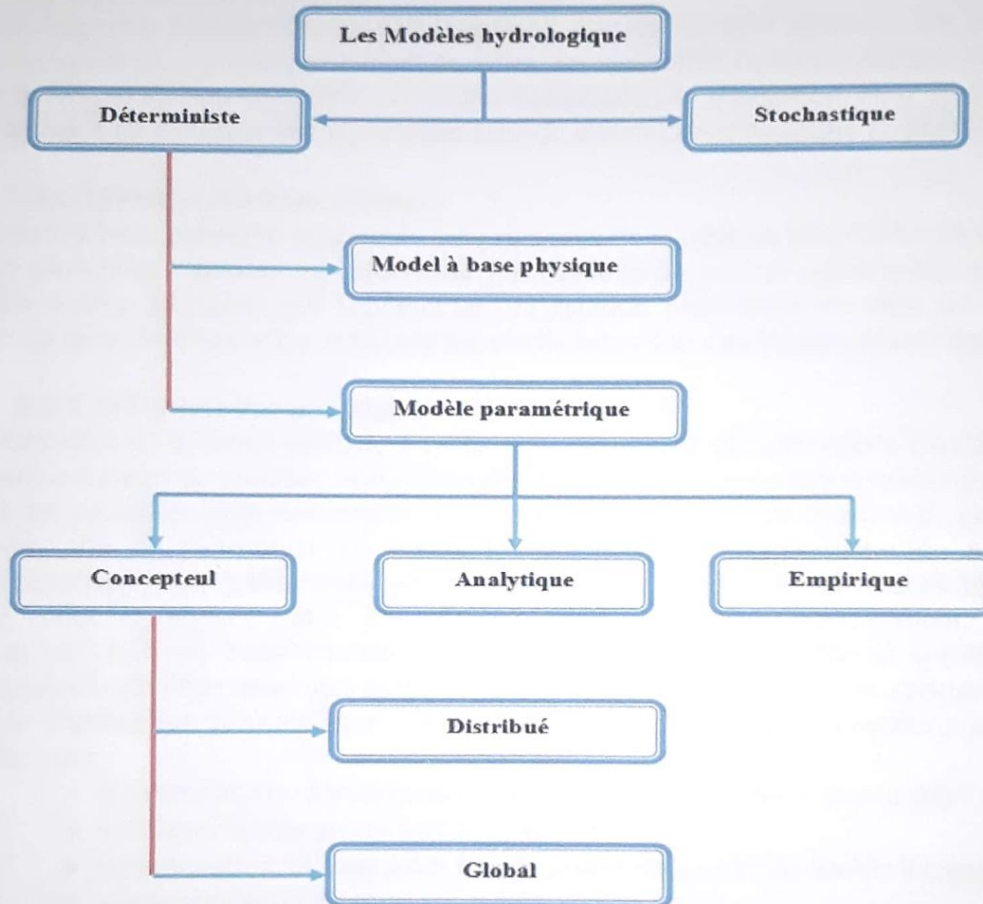 Les Modèles hydrologique
Déterministe
Stochastique
Model à base physique
Modèle paramétrique
Concepteul
Analytique
Empirique
Distribué
Global